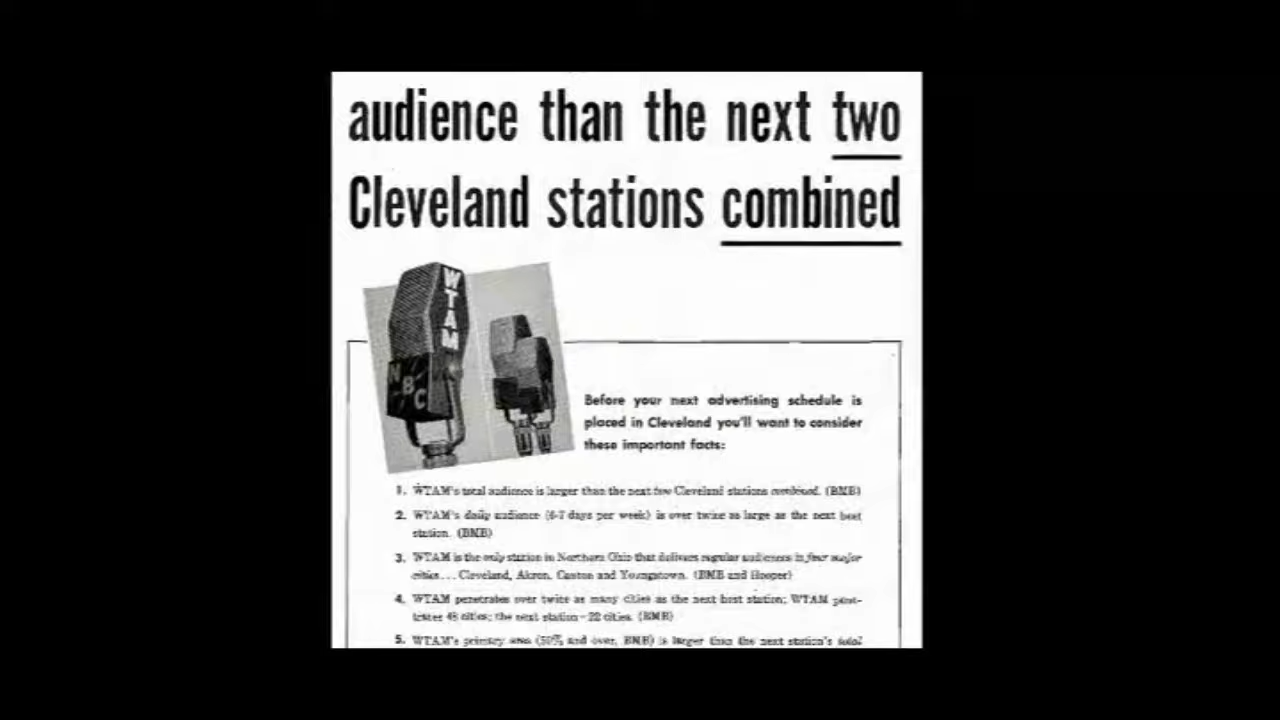 audience than the next two
Cleveland stations combined
WTAM
NBC
Before your next advertising schedule is
placed in Cleveland you'll want to consider
these important facts:
1. WTAM's total audience is larger than the next two Cleveland stations combined. (BMB)
2. WTAM's daily audience (6-7 days per week) is over twice as large as the next best
station. (BMB)
3. WTAM is the only station in Northern Ohio that delivers regular audiences in four major
cities... Cleveland, Akron, Canton and Youngstown. (BMB and Hooper)
4. WTAM penetrates over twice as many cities as the next best station; WTAM pene-
trates 48 cities; the next station—22 cities. (BMB)
5. WTAM's primary area (50% and over, BMB) is larger than the next station's total